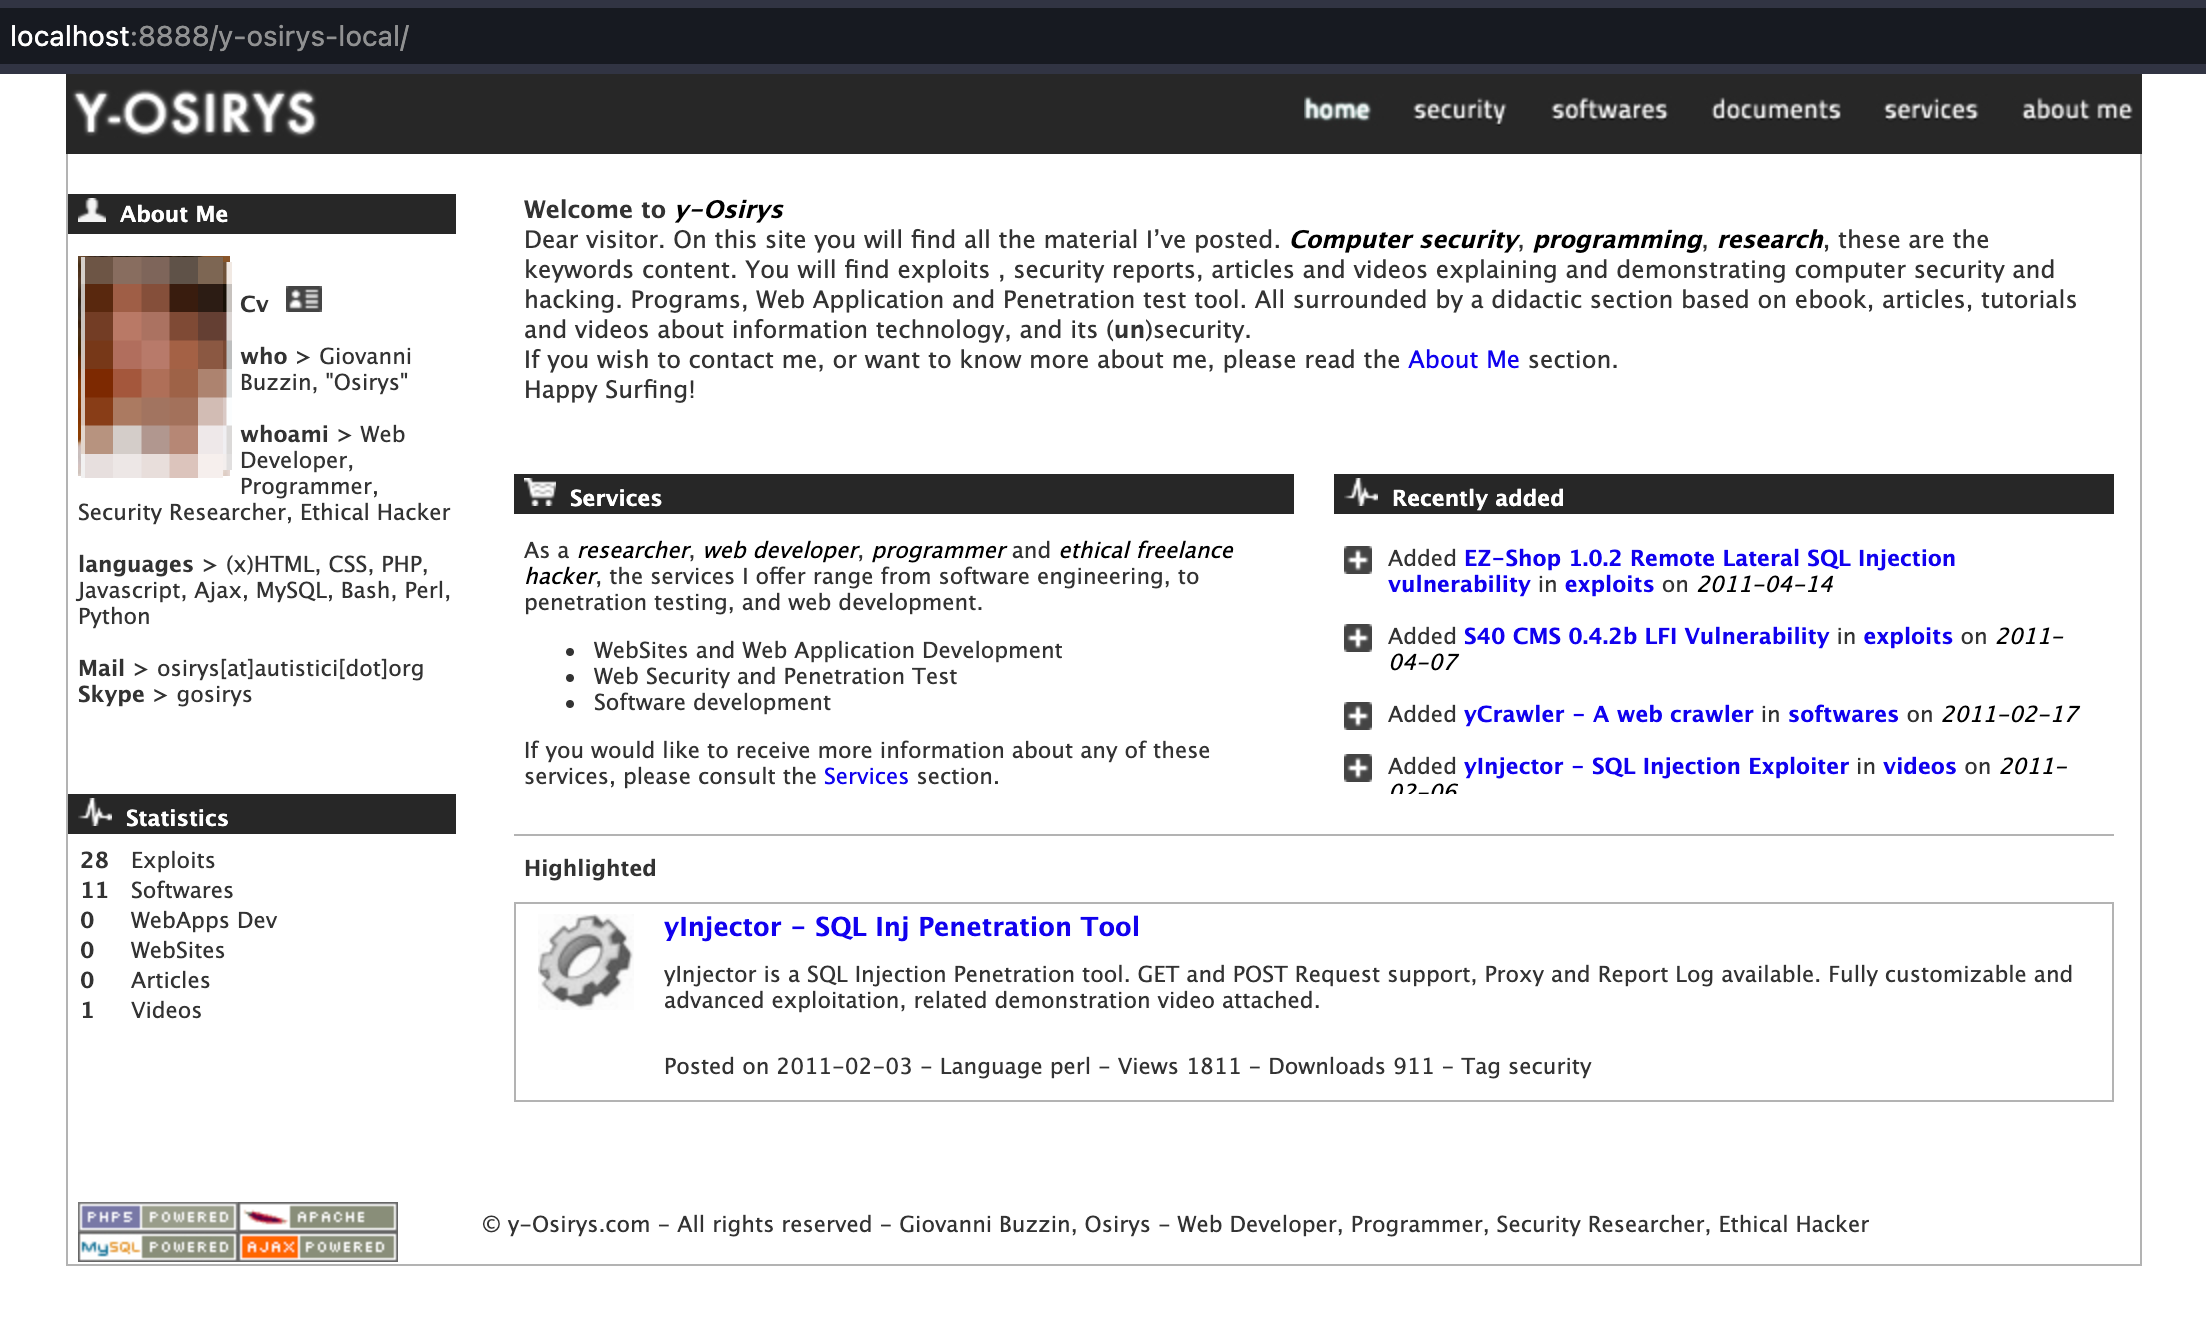 localhost:8888/y-osirys-local/
Y-OSIRYS
home security softwares documents services about me
About Me
Cv
who > Giovanni
Buzzin, "Osirys"
whoami > Web
Developer,
Programmer,
Security Researcher, Ethical Hacker
languages > (x)HTML, CSS, PHP,
Javascript, Ajax, MySQL, Bash, Perl,
Python
Mail > osirys[at]autistici[dot]org
Skype > gosirys
Statistics
28 Exploits
11 Softwares
0 WebApps Dev
0 WebSites
0 Articles
1 Videos
Welcome to y-Osirys
Dear visitor. On this site you will find all the material I’ve posted. Computer security, programming, research, these are the
keywords content. You will find exploits , security reports, articles and videos explaining and demonstrating computer security and
hacking. Programs, Web Application and Penetration test tool. All surrounded by a didactic section based on ebook, articles, tutorials
and videos about information technology, and its (un)security.
If you wish to contact me, or want to know more about me, please read the About Me section.
Happy Surfing!
Services
As a researcher, web developer, programmer and ethical freelance
hacker, the services I offer range from software engineering, to
penetration testing, and web development.
• WebSites and Web Application Development
• Web Security and Penetration Test
• Software development
If you would like to receive more information about any of these
services, please consult the Services section.
Recently added
Added EZ-Shop 1.0.2 Remote Lateral SQL Injection
vulnerability in exploits on 2011-04-14
Added S40 CMS 0.4.2b LFI Vulnerability in exploits on 2011-
04-07
Added yCrawler - A web crawler in softwares on 2011-02-17
Added yInjector - SQL Injection Exploiter in videos on 2011-
02-06
Highlighted
yInjector - SQL Inj Penetration Tool
yInjector is a SQL Injection Penetration tool. GET and POST Request support, Proxy and Report Log available. Fully customizable and
advanced exploitation, related demonstration video attached.
Posted on 2011-02-03 - Language perl - Views 1811 - Downloads 911 - Tag security
PHP5 POWERED APACHE
MySQL POWERED AJAX POWERED
© y-Osirys.com - All rights reserved - Giovanni Buzzin, Osirys - Web Developer, Programmer, Security Researcher, Ethical Hacker